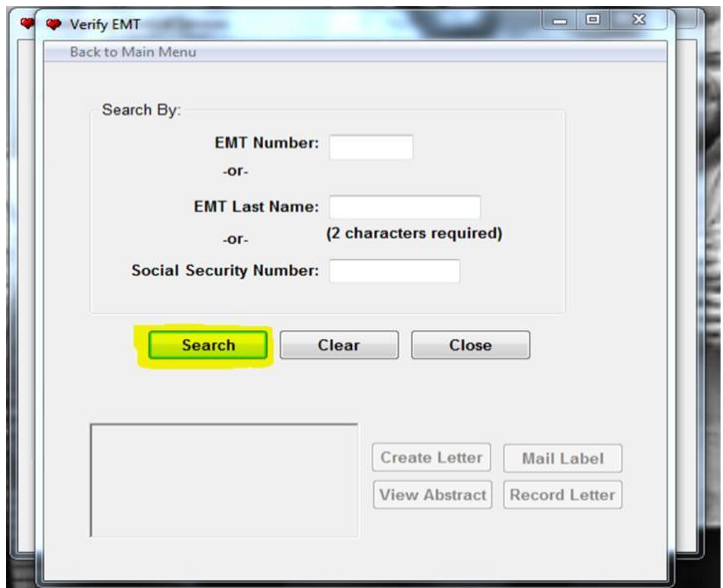 Verify EMT
Back to Main Menu
Search By:
EMT Number:
-or-
EMT Last Name:
-or-
(2 characters required)
Social Security Number:
Search Clear Close
Create Letter Mail Label
View Abstract Record Letter